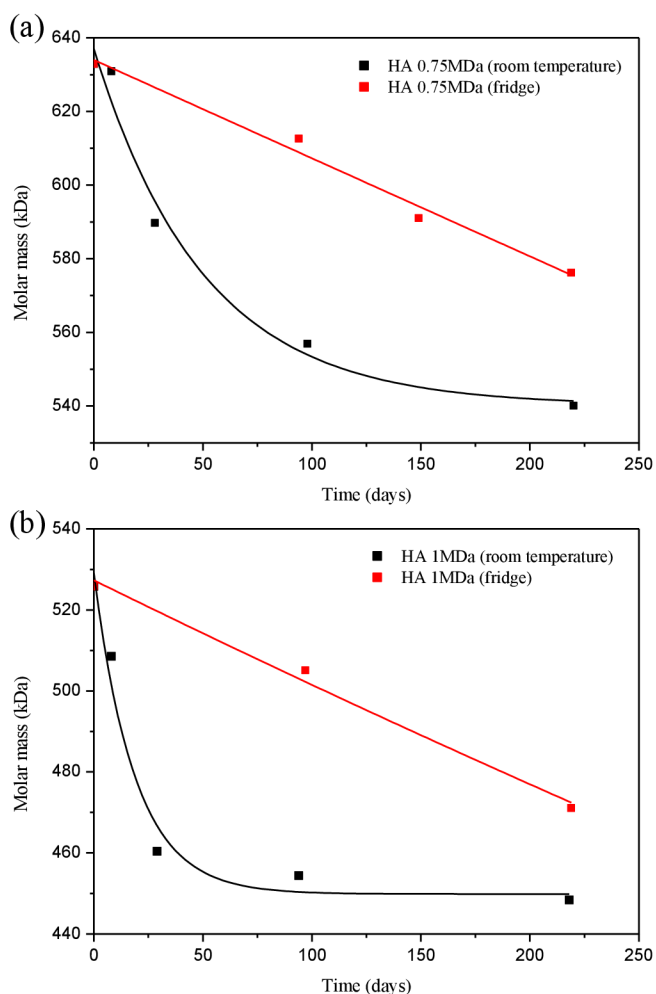 (a)
640
620
600
580
560
540
Molar mass (kDa)
HA 0.75MDa (room temperature)
HA 0.75MDa (fridge)
0 50 100 150 200 250
Time (days)
(b)
540
520
500
480
460
440
Molar mass (kDa)
HA 1MDa (room temperature)
HA 1MDa (fridge)
0 50 100 150 200 250
Time (days)